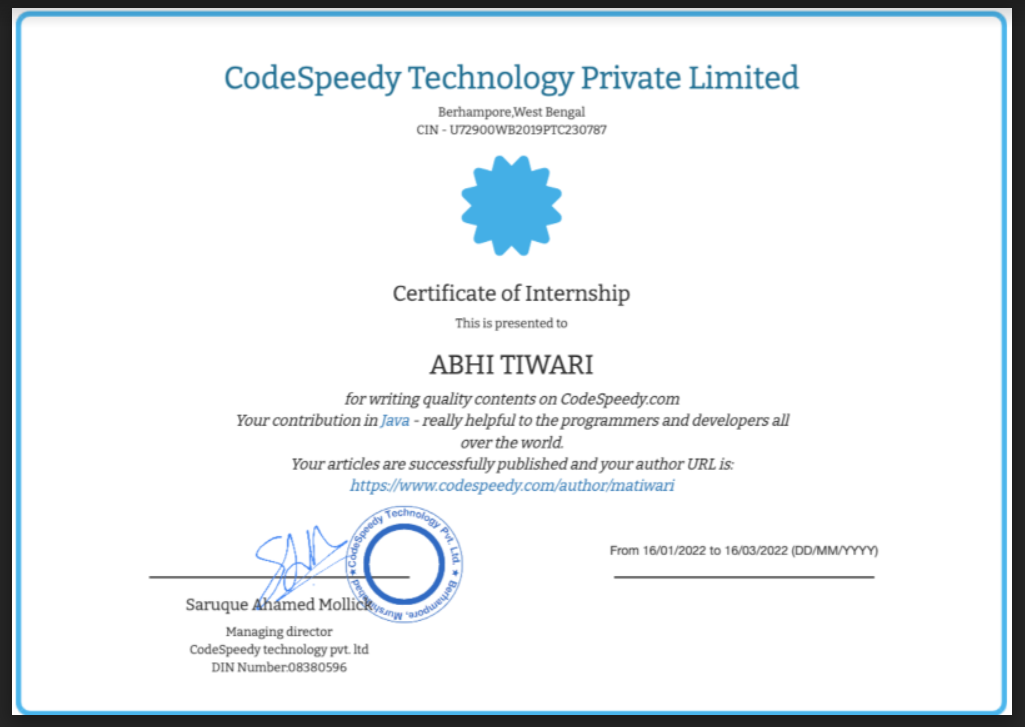 CodeSpeedy Technology Private Limited
Berhampore,West Bengal
CIN - U72900WB2019PTC230787
Certificate of Internship
This is presented to
ABHI TIWARI
for writing quality contents on CodeSpeedy.com
Your contribution in Java - really helpful to the programmers and developers all
over the world.
Your articles are successfully published and your author URL is:
https://www.codespeedy.com/author/matiwari
CodeSpeedy Technology Pvt. Ltd. ★ Berhampore, Murshidabad ★
From 16/01/2022 to 16/03/2022 (DD/MM/YYYY)
Saruque Ahamed Mollick
Managing director
CodeSpeedy technology pvt. ltd
DIN Number:08380596